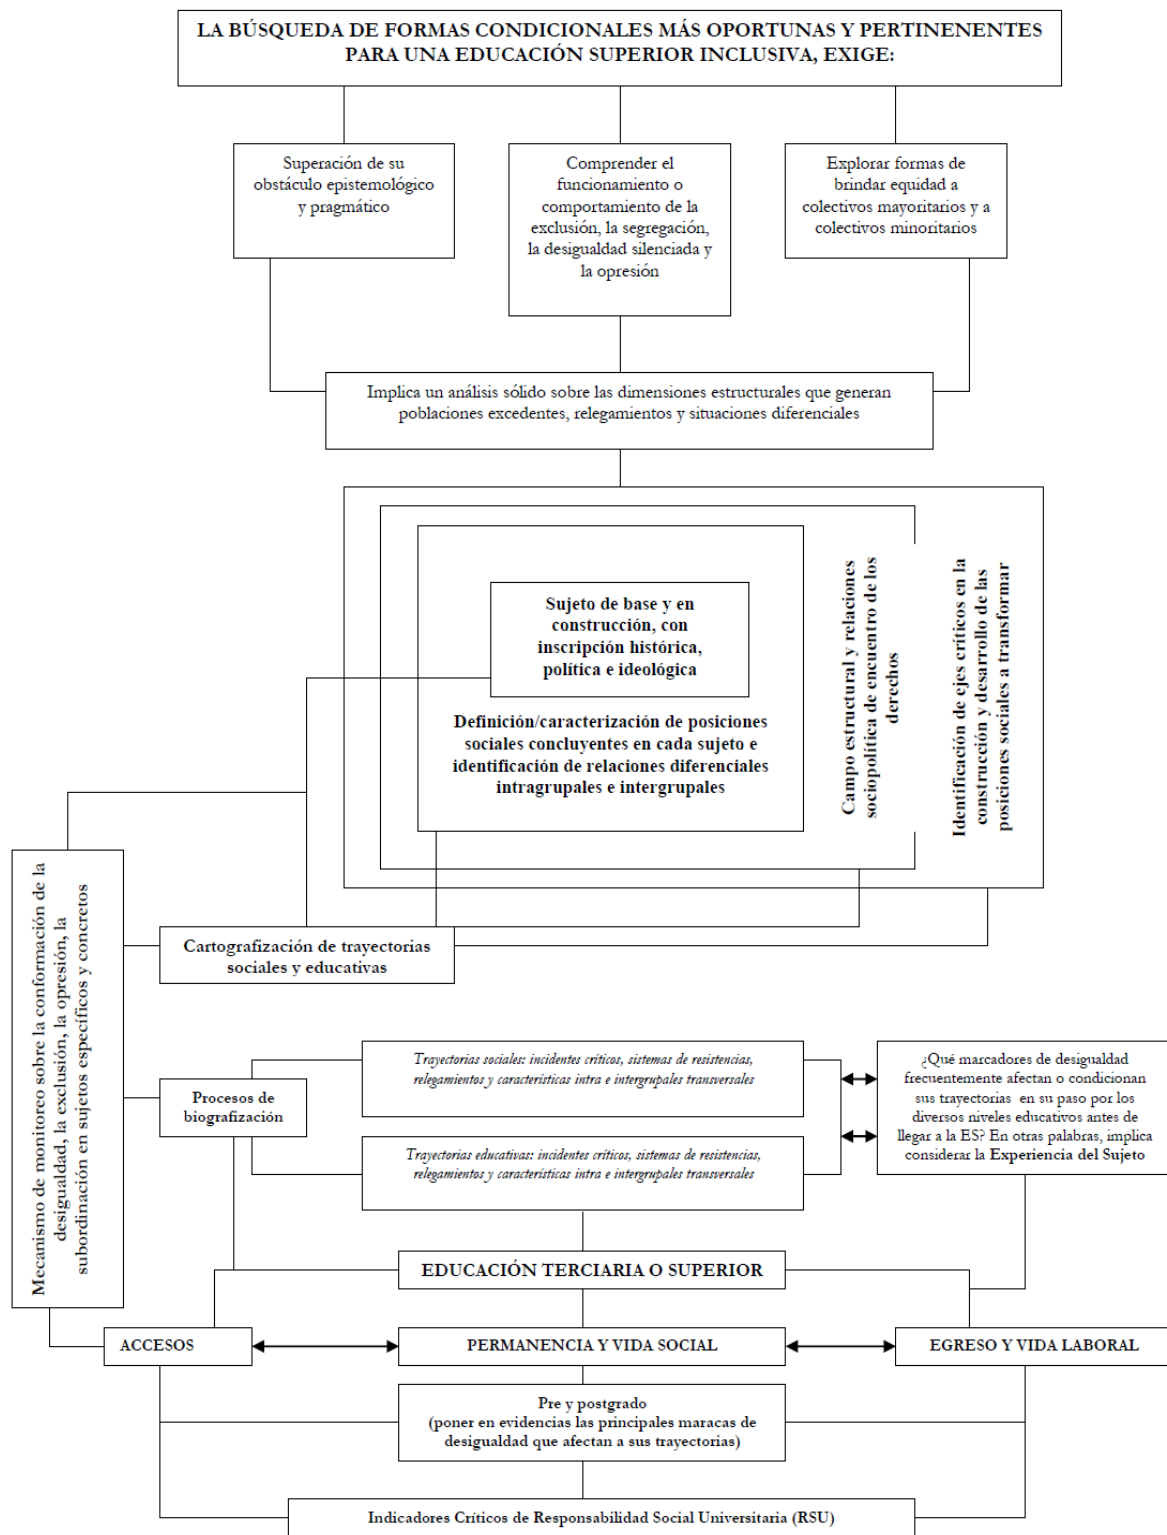 LA BÚSQUEDA DE FORMAS CONDICIONALES MÁS OPORTUNAS Y PERTINENENTES
PARA UNA EDUCACIÓN SUPERIOR INCLUSIVA, EXIGE:
Superación de su
obstáculo epistemológico
y pragmático
Comprender el
funcionamiento o
comportamiento de la
exclusión, la segregación,
la desigualdad silenciada y
la opresión
Explorar formas de
brindar equidad a
colectivos mayoritarios y a
colectivos minoritarios
Implica un análisis sólido sobre las dimensiones estructurales que generan
poblaciones excedentes, relegamientos y situaciones diferenciales
Sujeto de base y en
construcción, con
inscripción histórica,
política e ideológica
Definición/caracterización de posiciones
sociales concluyentes en cada sujeto e
identificación de relaciones diferenciales
intragrupales e intergrupales
Campo estructural y relaciones
sociopolítica de encuentro de los
derechos
Identificación de ejes críticos en la
construcción y desarrollo de las
posiciones sociales a transformar
Mecanismo de monitoreo sobre la conformación de la
desigualdad, la exclusión, la opresión, la
subordinación en sujetos específicos y concretos
Cartografización de trayectorias
sociales y educativas
Procesos de
biografización
Trayectorias sociales: incidentes críticos, sistemas de resistencias,
relegamientos y características intra e intergrupales transversales
Trayectorias educativas: incidentes críticos, sistemas de resistencias,
relegamientos y características intra e intergrupales transversales
¿Qué marcadores de desigualdad
frecuentemente afectan o condicionan
sus trayectorias en su paso por los
diversos niveles educativos antes de
llegar a la ES? En otras palabras, implica
considerar la Experiencia del Sujeto
EDUCACIÓN TERCIARIA O SUPERIOR
ACCESOS
PERMANENCIA Y VIDA SOCIAL
EGRESO Y VIDA LABORAL
Pre y postgrado
(poner en evidencias las principales maracas de
desigualdad que afectan a sus trayectorias)
Indicadores Críticos de Responsabilidad Social Universitaria (RSU)